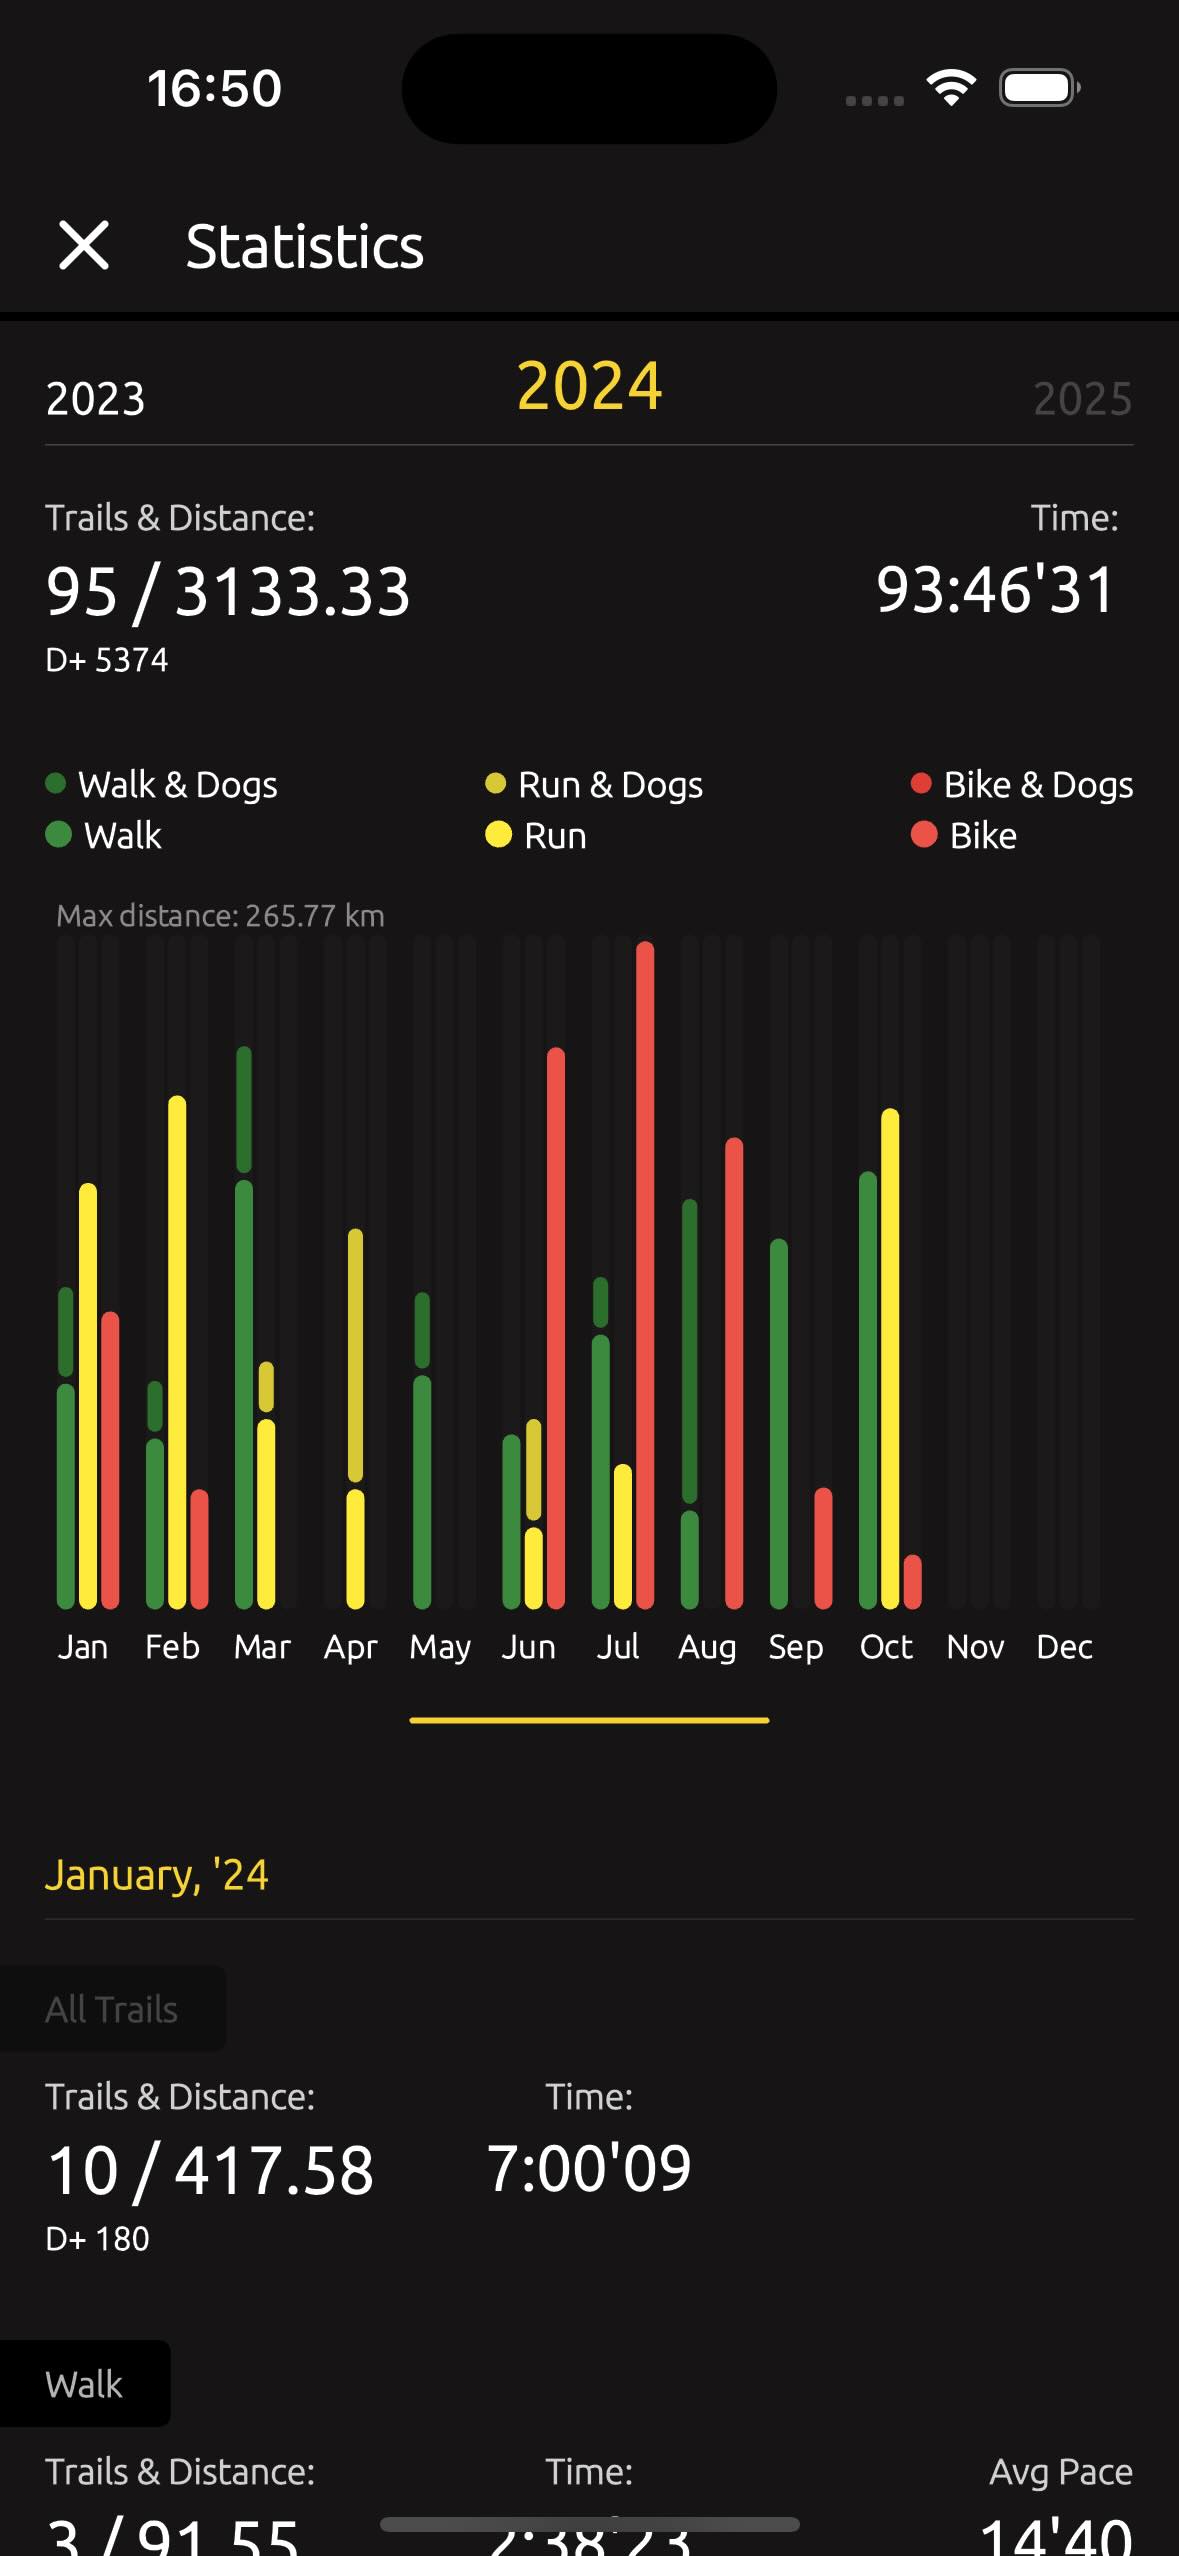 16:50
Statistics
2023 2024 2025
Trails & Distance: Time:
95 / 3133.33 93:46'31
D+ 5374
Walk & Dogs Run & Dogs Bike & Dogs
Walk Run Bike
Max distance: 265.77 km
Jan Feb Mar Apr May Jun Jul Aug Sep Oct Nov Dec
January, '24
All Trails
Trails & Distance: Time:
10 / 417.58 7:00'09
D+ 180
Walk
Trails & Distance: Time: Avg Pace
3 / 91.55 2:38'23 14'40